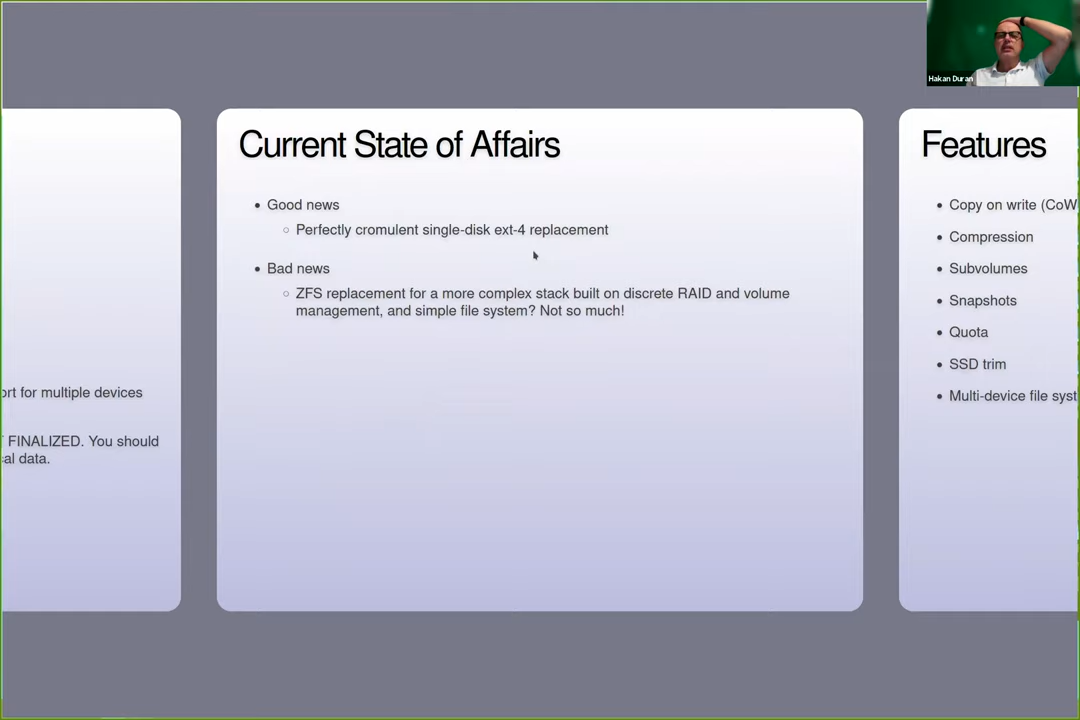 Hakan Duran
ort for multiple devices
FINALIZED. You should
cal data.
Current State of Affairs
• Good news
○ Perfectly cromulent single-disk ext-4 replacement
• Bad news
○ ZFS replacement for a more complex stack built on discrete RAID and volume
management, and simple file system? Not so much!
Features
• Copy on write (CoW
• Compression
• Subvolumes
• Snapshots
• Quota
• SSD trim
• Multi-device file syst